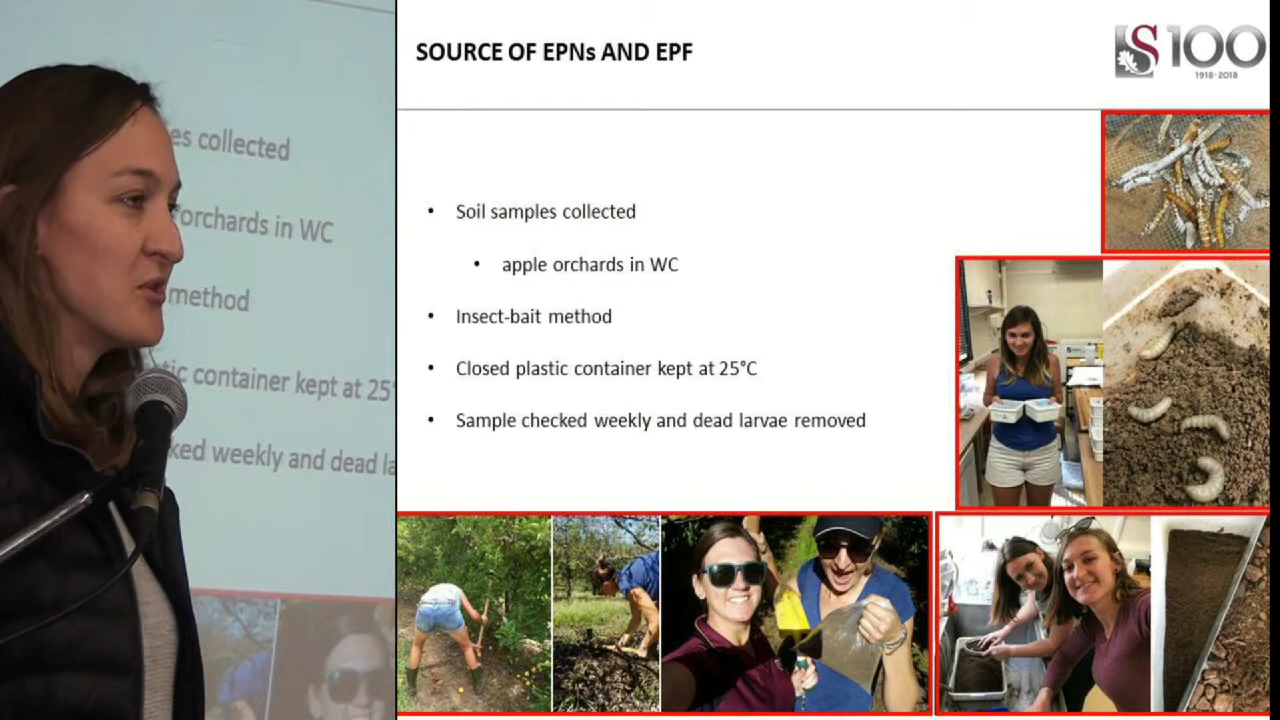 SOURCE OF EPNs AND EPF
S100
1918·2018
• Soil samples collected
• apple orchards in WC
• Insect-bait method
• Closed plastic container kept at 25°C
• Sample checked weekly and dead larvae removed
es collected
orchards in WC
method
tic container kept at 25°
ked weekly and dead la